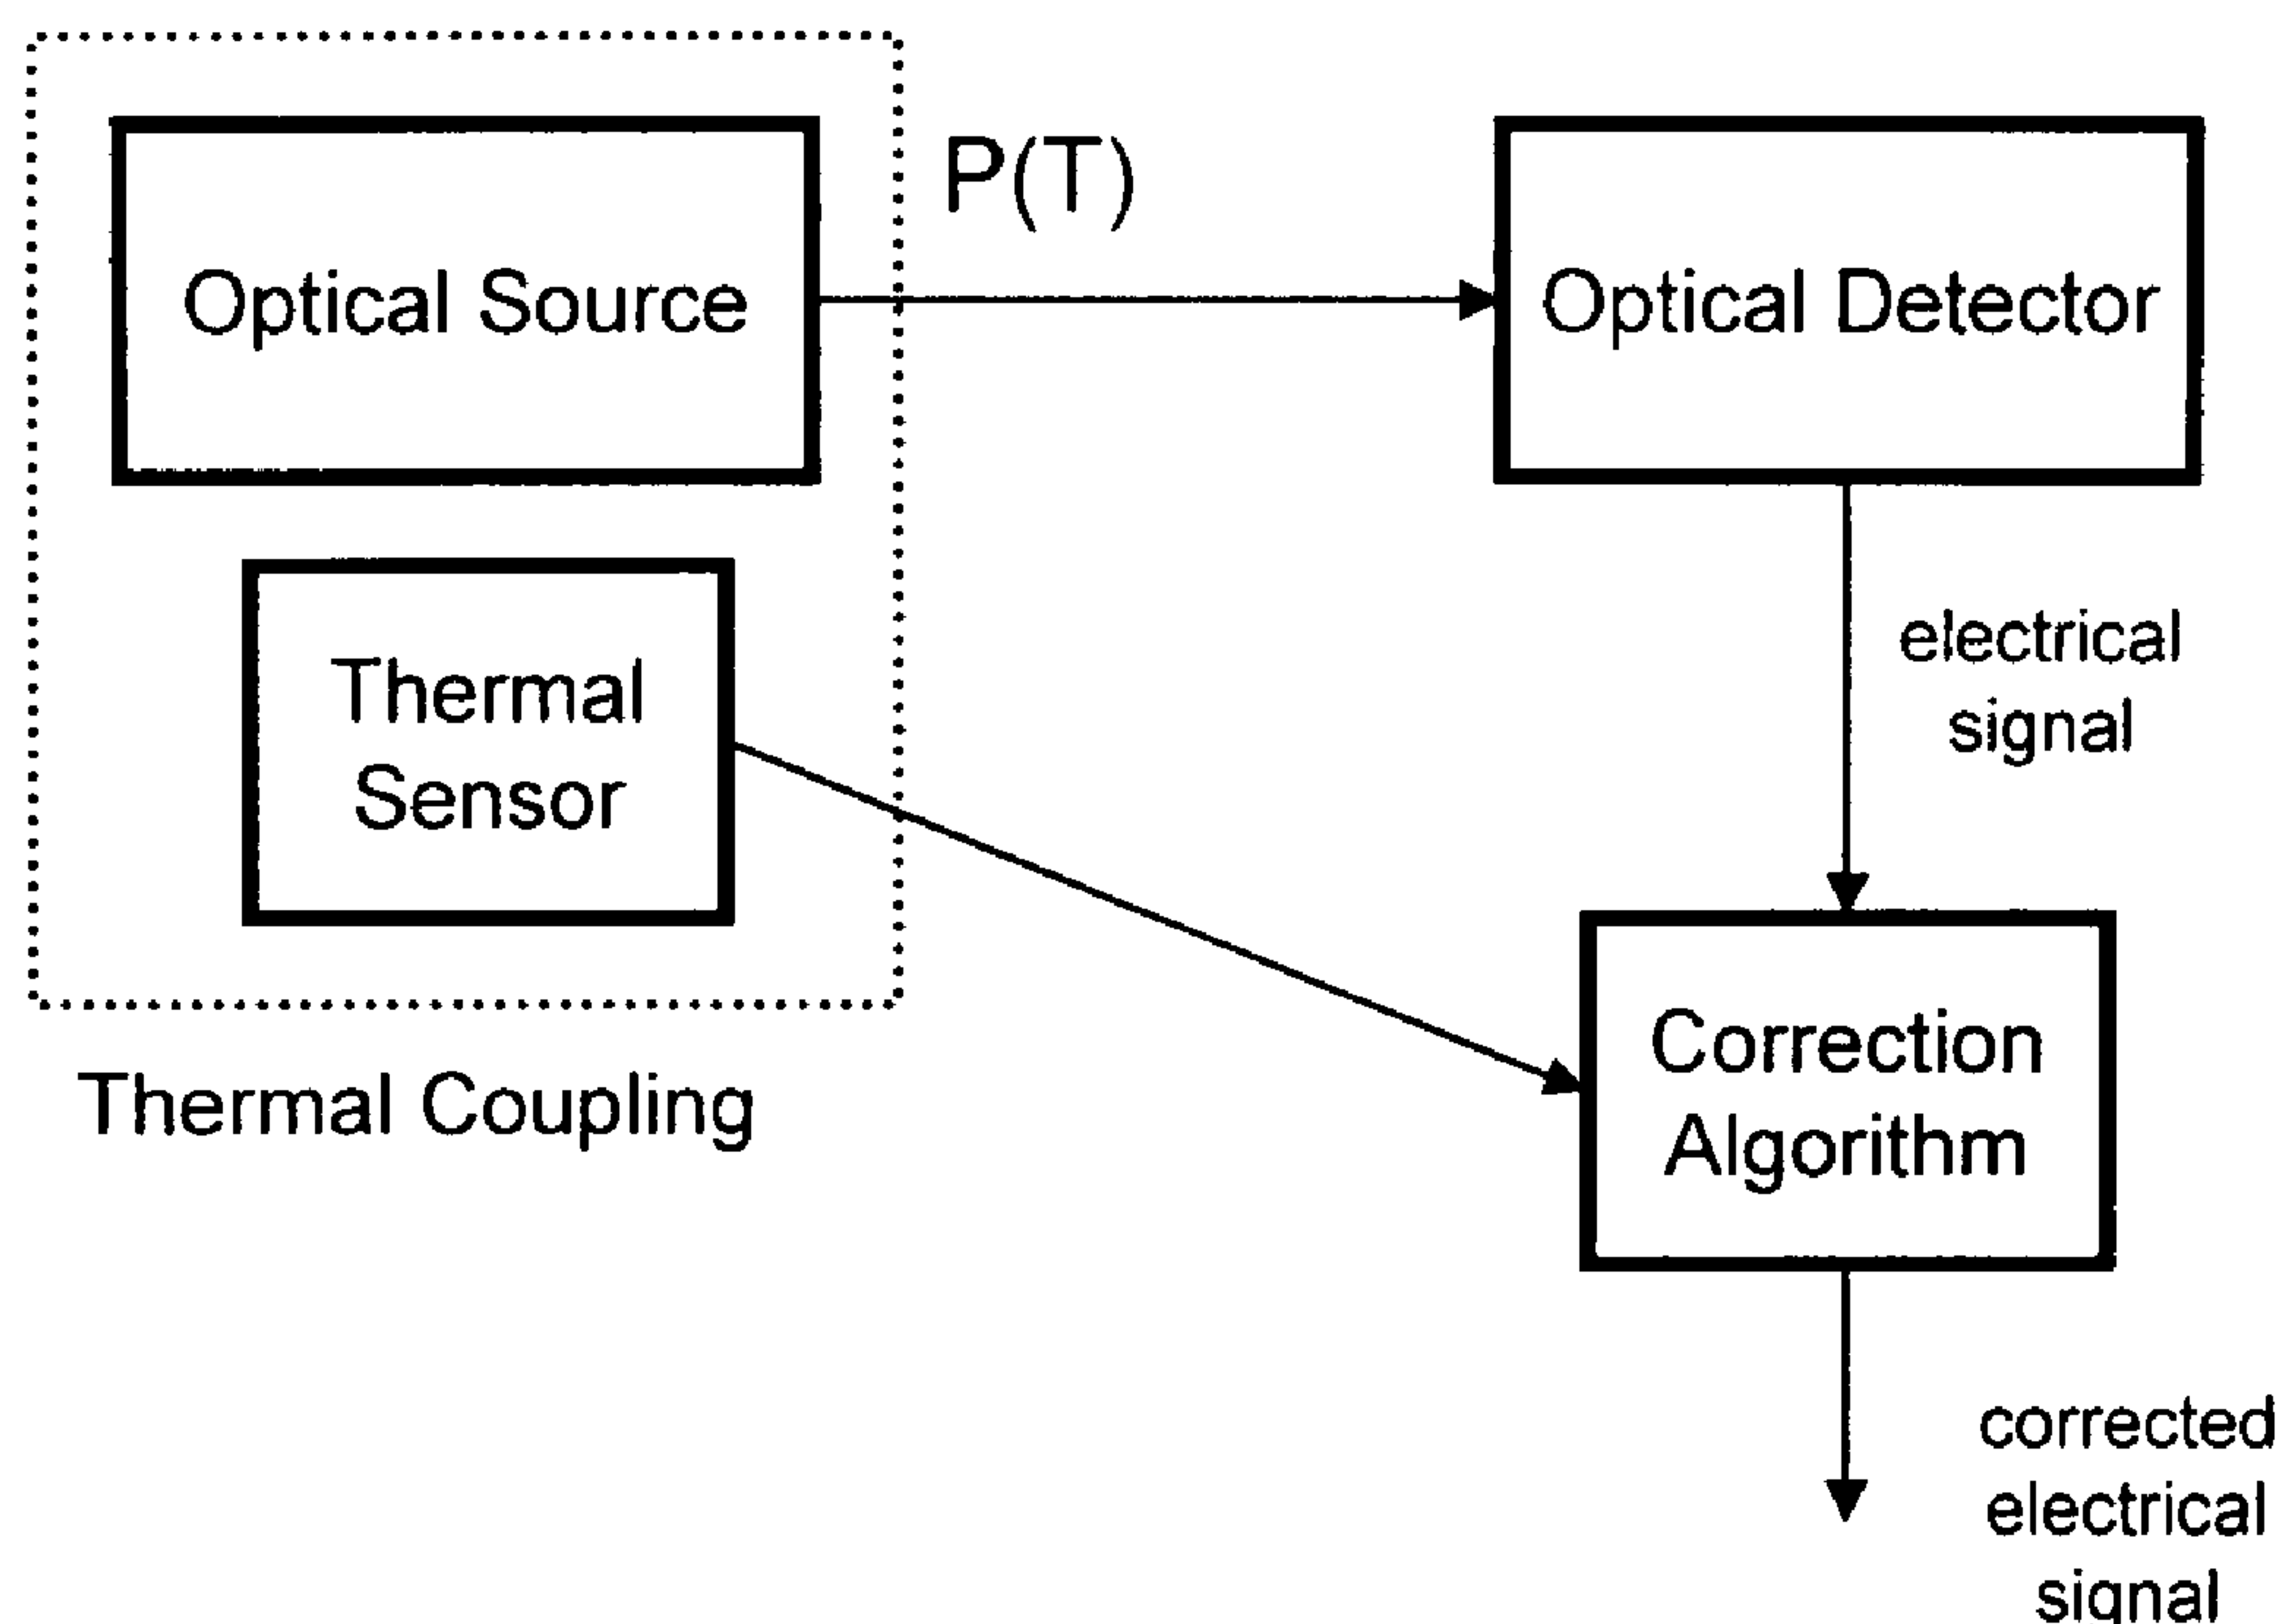 P(T)
Optical Source
Optical Detector
Thermal
Sensor
electrical
signal
Thermal Coupling
Correction
Algorithm
corrected
electrical
signal